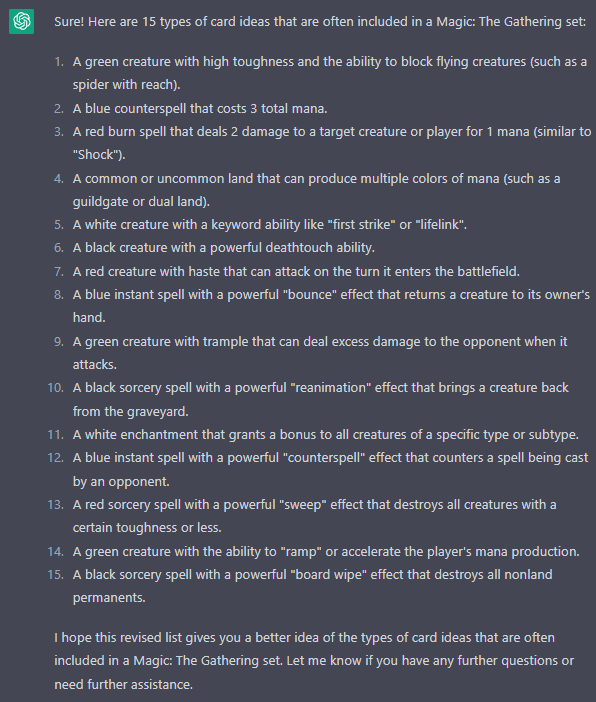 Sure! Here are 15 types of card ideas that are often included in a Magic: The Gathering set:
1. A green creature with high toughness and the ability to block flying creatures (such as a
spider with reach).
2. A blue counterspell that costs 3 total mana.
3. A red burn spell that deals 2 damage to a target creature or player for 1 mana (similar to
"Shock").
4. A common or uncommon land that can produce multiple colors of mana (such as a
guildgate or dual land).
5. A white creature with a keyword ability like "first strike" or "lifelink".
6. A black creature with a powerful deathtouch ability.
7. A red creature with haste that can attack on the turn it enters the battlefield.
8. A blue instant spell with a powerful "bounce" effect that returns a creature to its owner's
hand.
9. A green creature with trample that can deal excess damage to the opponent when it
attacks.
10. A black sorcery spell with a powerful "reanimation" effect that brings a creature back
from the graveyard.
11. A white enchantment that grants a bonus to all creatures of a specific type or subtype.
12. A blue instant spell with a powerful "counterspell" effect that counters a spell being cast
by an opponent.
13. A red sorcery spell with a powerful "sweep" effect that destroys all creatures with a
certain toughness or less.
14. A green creature with the ability to "ramp" or accelerate the player's mana production.
15. A black sorcery spell with a powerful "board wipe" effect that destroys all nonland
permanents.
I hope this revised list gives you a better idea of the types of card ideas that are often
included in a Magic: The Gathering set. Let me know if you have any further questions or
need further assistance.